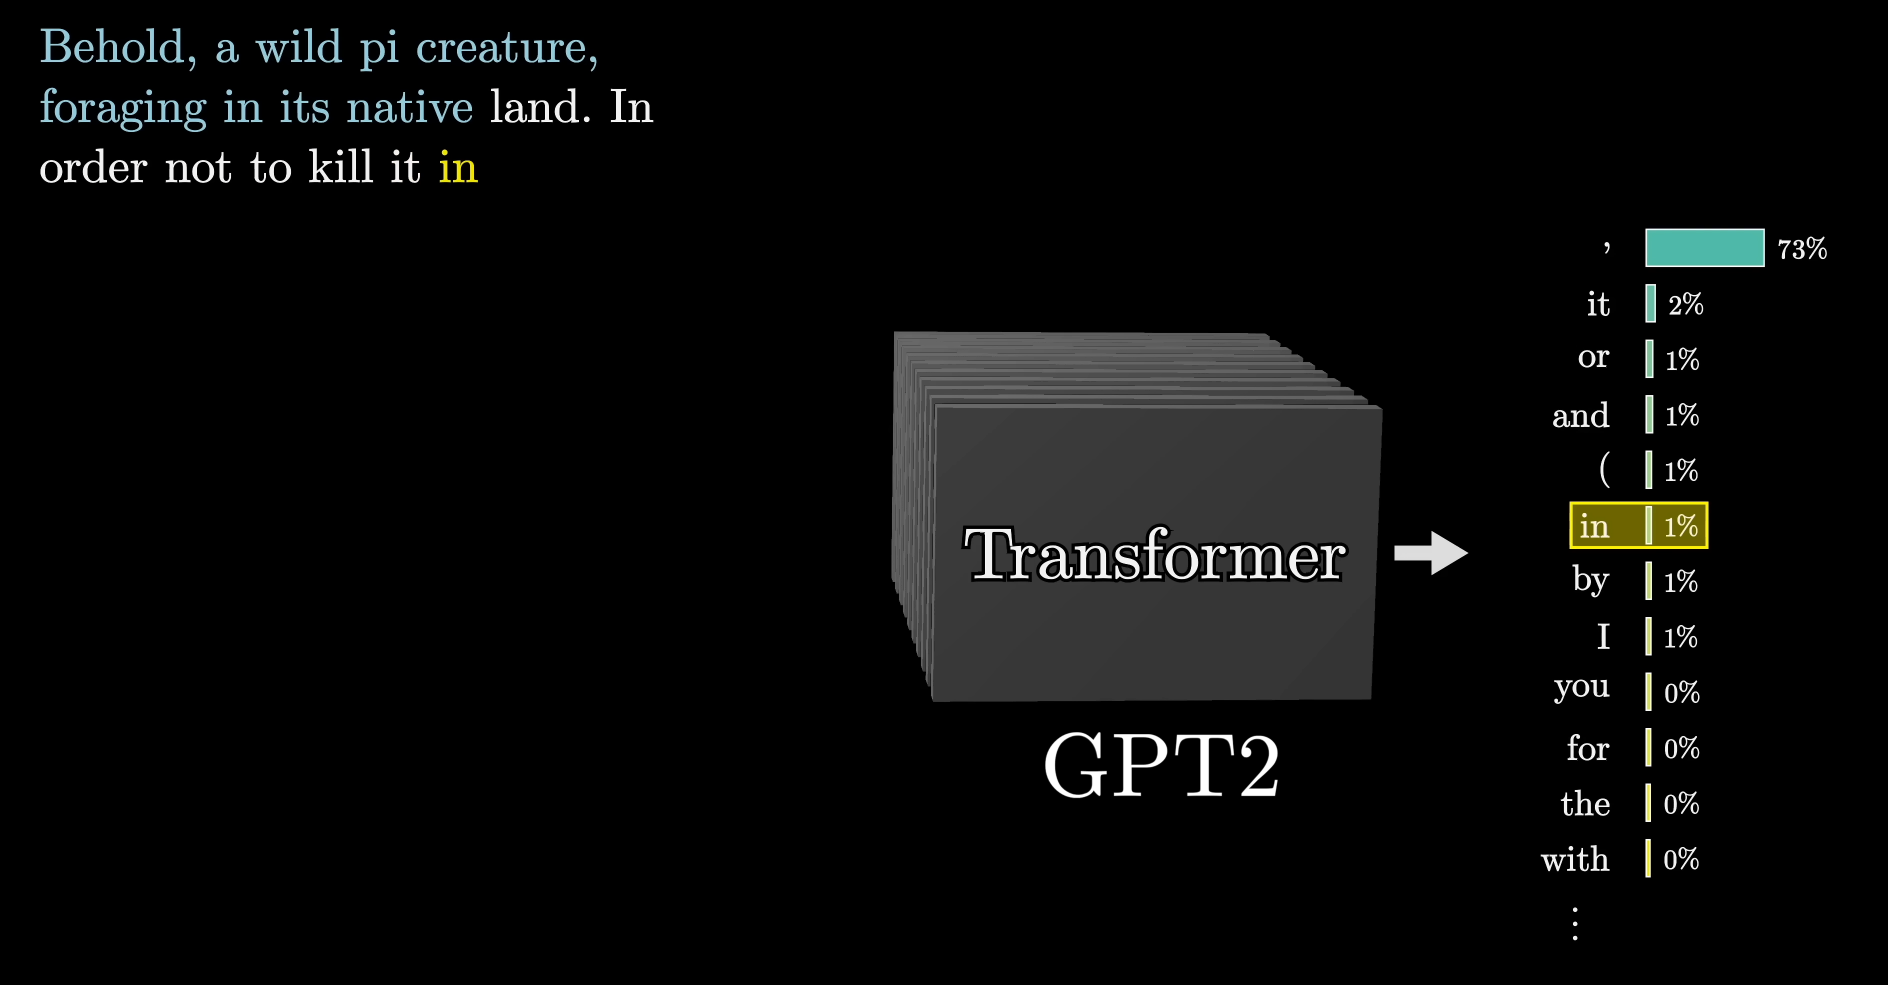 Behold, a wild pi creature,
foraging in its native land. In
order not to kill it in
, 73%
it 2%
or 1%
and 1%
( 1%
in 1%
by 1%
I 1%
you 0%
for 0%
the 0%
with 0%
⋮
Transformer
GPT2